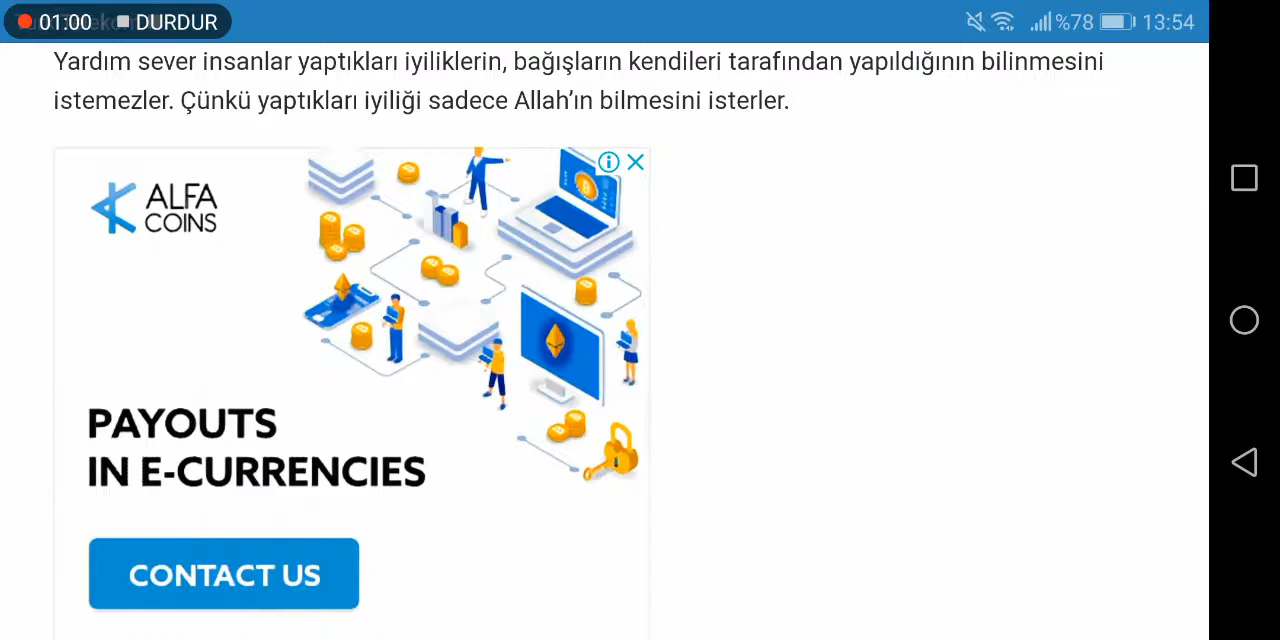 01:00 DURDUR %78 13:54
Yardım sever insanlar yaptıkları iyiliklerin, bağışların kendileri tarafından yapıldığının bilinmesini
istemezler. Çünkü yaptıkları iyiliği sadece Allah’ın bilmesini isterler.
ALFA
COINS
PAYOUTS
IN E-CURRENCIES
CONTACT US